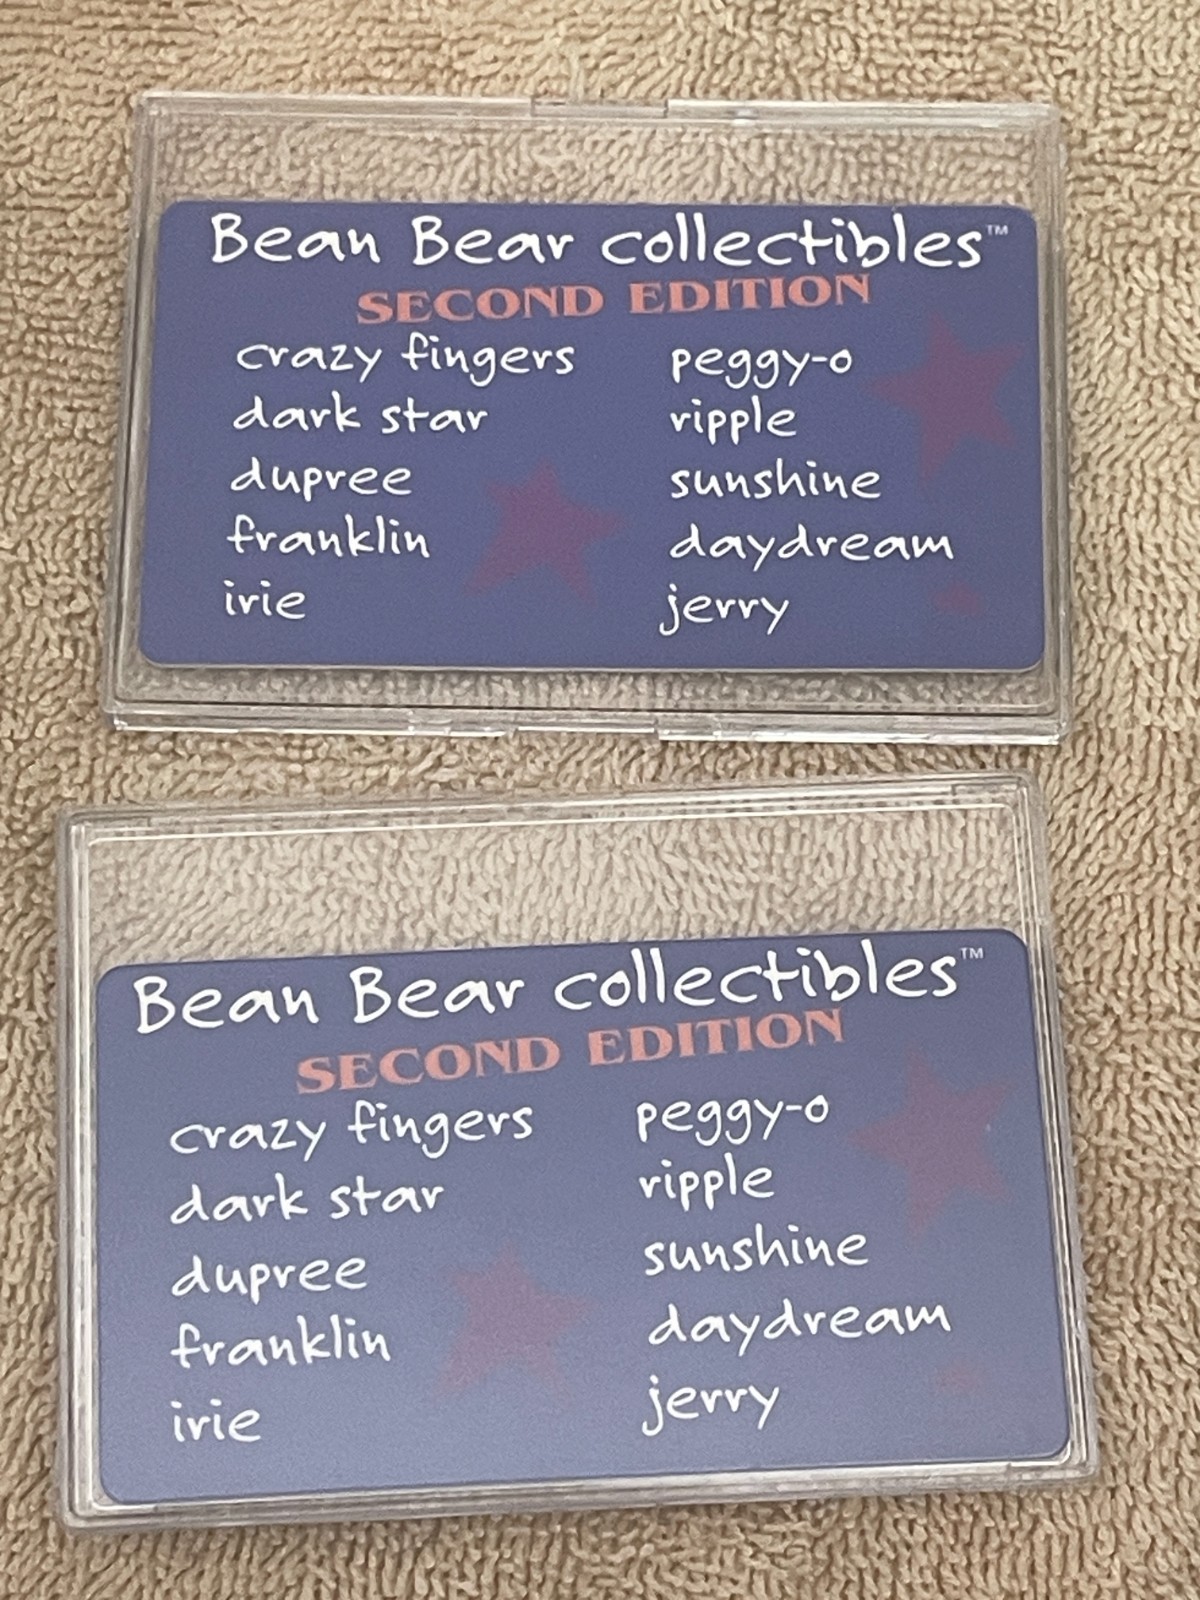 Bean Bear collectibles™
SECOND EDITION
crazy fingers
dark star
dupree
franklin
irie
peggy-o
ripple
sunshine
daydream
jerry
Bean Bear collectibles™
SECOND EDITION
crazy fingers
dark star
dupree
franklin
irie
peggy-o
ripple
sunshine
daydream
jerry